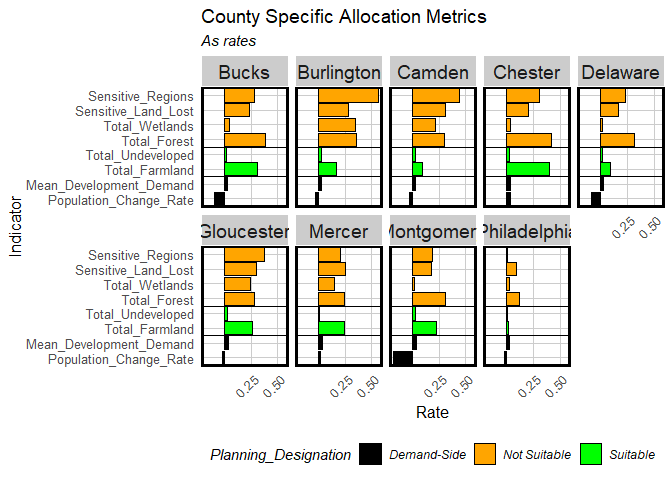 County Specific Allocation Metrics
As rates
Bucks Burlington Camden Chester Delaware
Sensitive_Regions
Sensitive_Land_Lost
Total_Wetlands
Total_Forest
Total_Undeveloped
Total_Farmland
Mean_Development_Demand
Population_Change_Rate
0.25 0.50
Indicator
Gloucester Mercer Montgomery Philadelphia
Sensitive_Regions
Sensitive_Land_Lost
Total_Wetlands
Total_Forest
Total_Undeveloped
Total_Farmland
Mean_Development_Demand
Population_Change_Rate
0.25 0.50 0.25 0.50 0.25 0.50 0.25 0.50
Rate
Planning_Designation Demand-Side Not Suitable Suitable